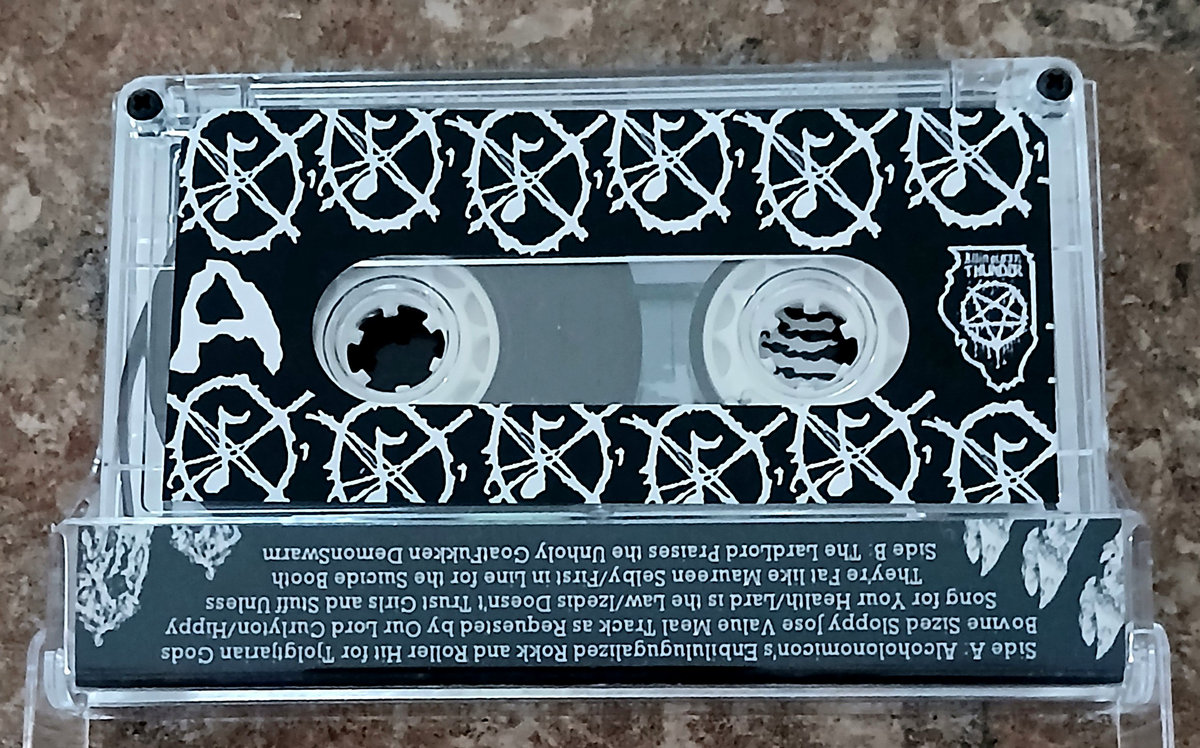 A
THUNDER
Side A: Alcoholonomicon's Enbilulugugalized Rokk and Roller Hit for Tjolgtjarian Gods
Bovine Sized Sloppy Jose Value Meal Track as Requested by Our Lord Curlyton/Hippy
Song for Your Health/Lard is the Law/Izedis Doesn't Trust Girls and Stuff Unless
They're Fat like Maureen Selby/First in Line for the Suicide Booth
Side B: The LardLord Praises the Unholy GoatFukken DemonSwarm